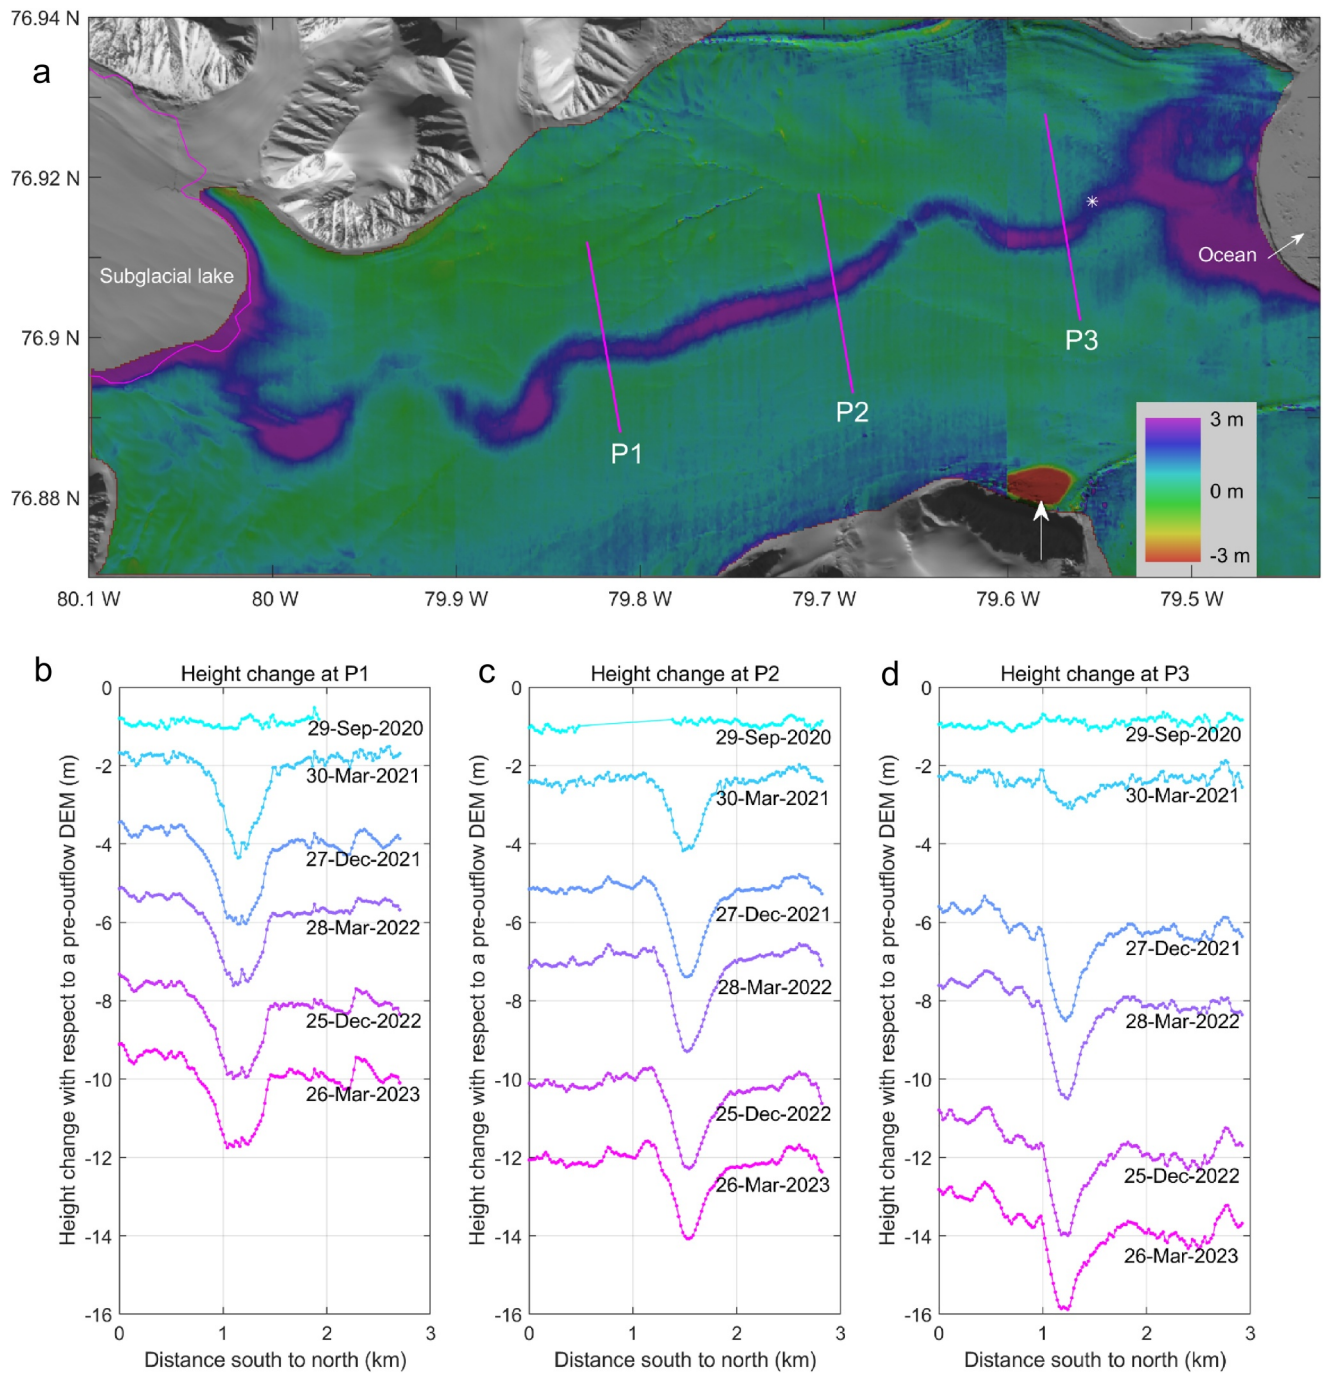 a
76.94 N
76.92 N
76.9 N
76.88 N
Subglacial lake
Ocean
P1
P2
P3
*
3 m
0 m
-3 m
80.1 W
80 W
79.9 W
79.8 W
79.7 W
79.6 W
79.5 W
b
Height change at P1
Height change with respect to a pre-outflow DEM (m)
0
-2
-4
-6
-8
-10
-12
-14
-16
29-Sep-2020
30-Mar-2021
27-Dec-2021
28-Mar-2022
25-Dec-2022
26-Mar-2023
0 1 2 3
Distance south to north (km)
c
Height change at P2
Height change with respect to a pre-outflow DEM (m)
0
-2
-4
-6
-8
-10
-12
-14
-16
29-Sep-2020
30-Mar-2021
27-Dec-2021
28-Mar-2022
25-Dec-2022
26-Mar-2023
0 1 2 3
Distance south to north (km)
d
Height change at P3
Height change with respect to a pre-outflow DEM (m)
0
-2
-4
-6
-8
-10
-12
-14
-16
29-Sep-2020
30-Mar-2021
27-Dec-2021
28-Mar-2022
25-Dec-2022
26-Mar-2023
0 1 2 3
Distance south to north (km)